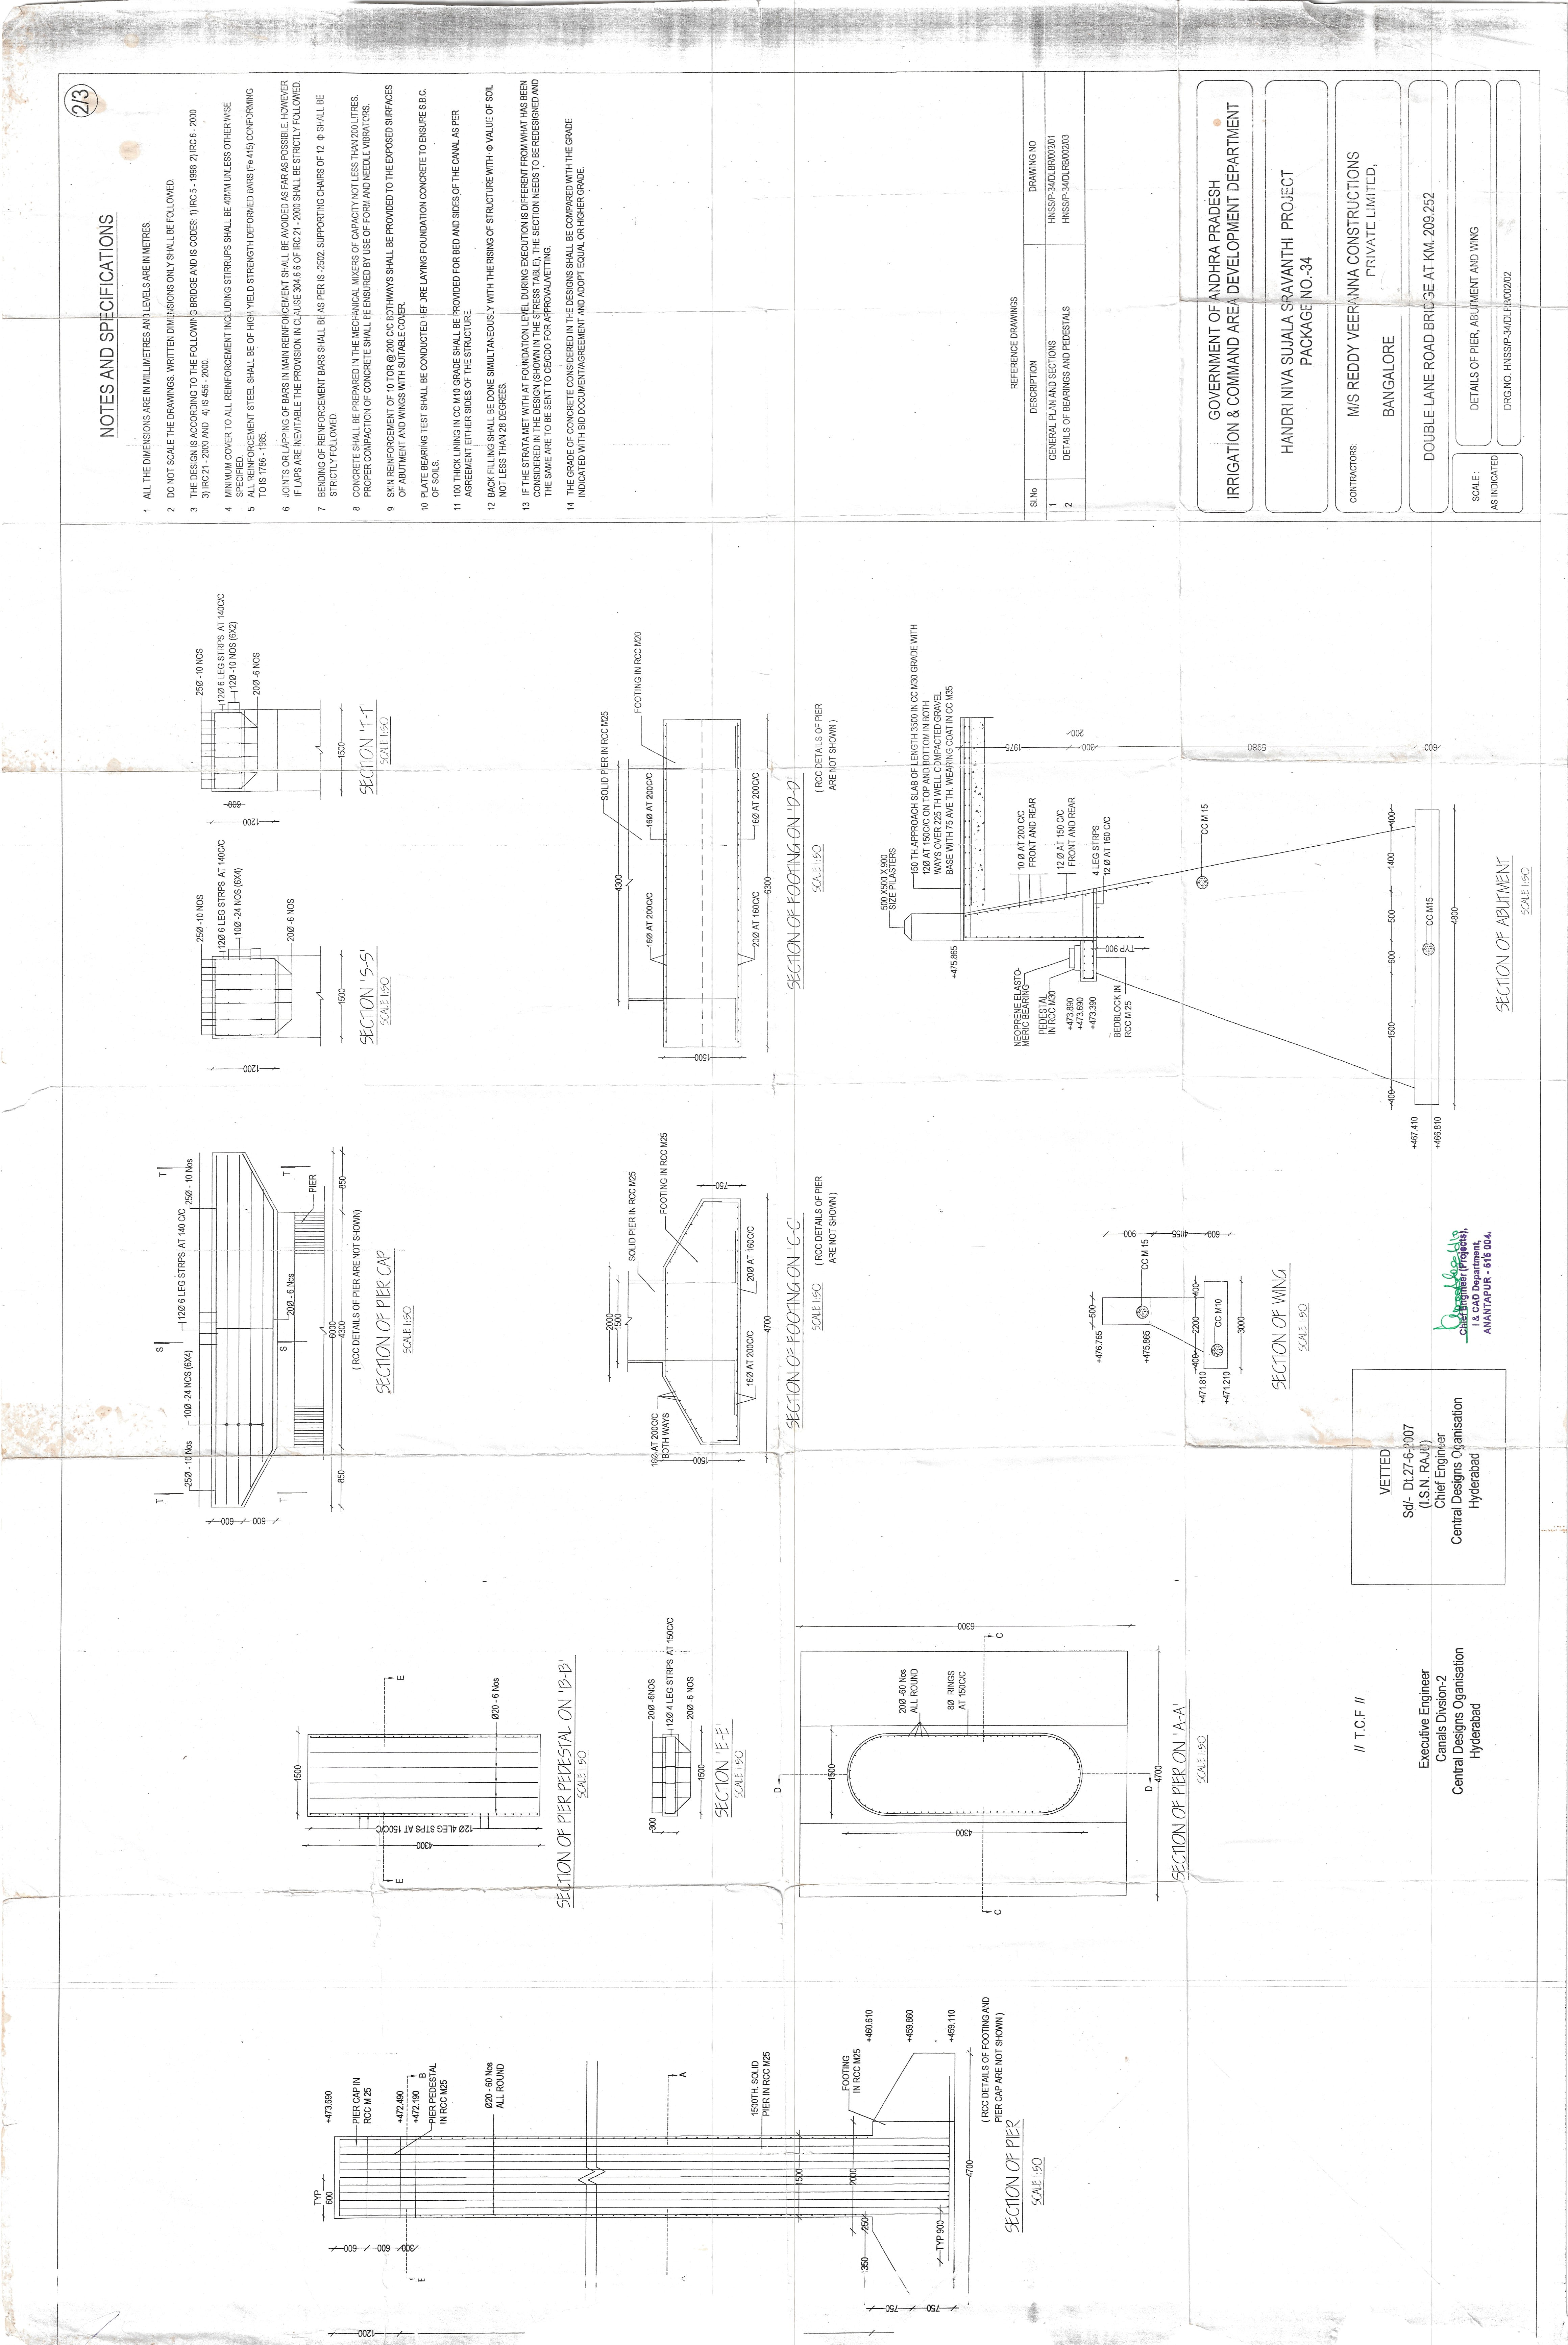 2/3
NOTES AND SPECIFICATIONS
1 ALL THE DIMENSIONS ARE IN MILLIMETRES AND LEVELS ARE IN METRES.
2 DO NOT SCALE THE DRAWINGS. WRITTEN DIMENSIONS ONLY SHALL BE FOLLOWED.
3 THE DESIGN IS ACCORDING TO THE FOLLOWING BRIDGE AND IS CODES: 1) IRC 5 - 1998 2) IRC 6 - 2000
3) IRC 21 - 2000 AND 4) IS 456 - 2000.
4 MINIMUM COVER TO ALL REINFORCEMENT INCLUDING STIRRUPS SHALL BE 40MM UNLESS OTHER WISE
SPECIFIED.
5 ALL REINFORCEMENT STEEL SHALL BE OF HIGH YIELD STRENGTH DEFORMED BARS (Fe 415) CONFORMING
TO IS 1786 - 1985.
6 JOINTS OR LAPPING OF BARS IN MAIN REINFORCEMENT SHALL BE AVOIDED AS FAR AS POSSIBLE. HOWEVER
IF LAPS ARE INEVITABLE THE PROVISION IN CLAUSE 304.6.6 OF IRC 21 - 2000 SHALL BE STRICTLY FOLLOWED.
7 BENDING OF REINFORCEMENT BARS SHALL BE AS PER IS -2502. SUPPORTING CHAIRS OF 12 Φ SHALL BE
STRICTLY FOLLOWED.
8 CONCRETE SHALL BE PREPARED IN THE MECHANICAL MIXERS OF CAPACITY NOT LESS THAN 200 LITRES.
PROPER COMPACTION OF CONCRETE SHALL BE ENSURED BY USE OF FORM AND NEEDLE VIBRATORS.
9 SKIN REINFORCEMENT OF 10 TOR @ 200 C/C BOTHWAYS SHALL BE PROVIDED TO THE EXPOSED SURFACES
OF ABUTMENT AND WINGS WITH SUITABLE COVER.
10 PLATE BEARING TEST SHALL BE CONDUCTED BEFORE LAYING FOUNDATION CONCRETE TO ENSURE S.B.C.
OF SOILS.
11 100 THICK LINING IN CC M10 GRADE SHALL BE PROVIDED FOR BED AND SIDES OF THE CANAL AS PER
AGREEMENT EITHER SIDES OF THE STRUCTURE.
12 BACK FILLING SHALL BE DONE SIMULTANEOUSLY WITH THE RISING OF STRUCTURE WITH Φ VALUE OF SOIL
NOT LESS THAN 28 DEGREES.
13 IF THE STRATA MET WITH AT FOUNDATION LEVEL DURING EXECUTION IS DIFFERENT FROM WHAT HAS BEEN
CONSIDERED IN THE DESIGN (SHOWN IN THE STRESS TABLE), THE SECTION NEEDS TO BE REDESIGNED AND
THE SAME ARE TO BE SENT TO CE/CDO FOR APPROVAL/VETTING.
14 THE GRADE OF CONCRETE CONSIDERED IN THE DESIGNS SHALL BE COMPARED WITH THE GRADE
INDICATED WITH BID DOCUMENT/AGREEMENT AND ADOPT EQUAL OR HIGHER GRADE.
REFERENCE DRAWINGS
Sl.No DESCRIPTION DRAWING NO
1 GENERAL PLAN AND SECTIONS HNSS/P-34/DLBR/002/01
2 DETAILS OF BEARINGS AND PEDESTALS HNSS/P-34/DLRB/002/03
GOVERNMENT OF ANDHRA PRADESH
IRRIGATION & COMMAND AREA DEVELOPMENT DEPARTMENT
HANDRI NIVA SUJALA SRAVANTHI PROJECT
PACKAGE NO.-34
CONTRACTORS: M/S REDDY VEERANNA CONSTRUCTIONS
PRIVATE LIMITED,
BANGALORE
DOUBLE LANE ROAD BRIDGE AT KM. 209.252
SCALE :
AS INDICATED
DETAILS OF PIER, ABUTMENT AND WING
DRG.NO. HNSS/P-34/DLRB/002/02
TYP
600
+473.690
1200
600
600
300
PIER CAP IN
RCC M 25
+472.490
+472.190
E
B
PIER PEDESTAL
IN RCC M25
Ø20 - 60 Nos
ALL ROUND
A
1500TH. SOLID
PIER IN RCC M25
1500
2000
350
250
FOOTING
IN RCC M25
+460.610
750
+459.860
750
TYP 900
+459.110
4700
( RCC DETAILS OF FOOTING AND
PIER CAP ARE NOT SHOWN )
SECTION OF PIER
SCALE 1:50
1500
E
E
4300
12Ø 4LEG STRPS AT 150C/C
Ø20 - 6 Nos
SECTION OF PIER PEDESTAL ON 'B-B'
SCALE 1:50
300
20Ø -6NOS
12Ø 4 LEG STRPS AT 150C/C
20Ø -6 NOS
1500
SECTION 'E-E'
SCALE 1:50
D
1500
20Ø -60 Nos
ALL ROUND
8Ø RINGS
AT 150C/C
4300
6300
C
C
D
4700
SECTION OF PIER ON 'A-A'
SCALE 1:50
T
S
T
25Ø - 10 Nos
10Ø -24 NOS (6X4)
12Ø 6 LEG STRPS AT 140 C/C
25Ø - 10 Nos
600
600
T
S
T
20Ø - 6 Nos
PIER
6000
850
4300
850
( RCC DETAILS OF PIER ARE NOT SHOWN)
SECTION OF PIER CAP
SCALE 1:50
25Ø -10 NOS
12Ø 6 LEG STRPS AT 140C/C
10Ø -24 NOS (6X4)
1200
20Ø -6 NOS
1500
SECTION 'S-S'
SCALE 1:50
25Ø -10 NOS
12Ø 6 LEG STRPS AT 140C/C
12Ø -10 NOS (6X2)
600
1200
20Ø -6 NOS
1500
SECTION 'T-T'
SCALE 1:50
2000
1500
SOLID PIER IN RCC M25
16Ø AT 200C/C
BOTH WAYS
FOOTING IN RCC M25
1500
750
16Ø AT 200C/C
20Ø AT 160C/C
4700
SECTION OF FOOTING ON 'C-C'
SCALE 1:50
( RCC DETAILS OF PIER
ARE NOT SHOWN )
SOLID PIER IN RCC M25
4300
FOOTING IN RCC M20
16Ø AT 200C/C
16Ø AT 200C/C
1500
20Ø AT 160C/C
16Ø AT 200C/C
6300
SECTION OF FOOTING ON 'D-D'
SCALE 1:50
( RCC DETAILS OF PIER
ARE NOT SHOWN )
500 X500 X 900
SIZE PILASTERS
150 TH.APPROACH SLAB OF LENGTH 3500 IN CC M30 GRADE WITH
12Ø AT 150C/C ON TOP AND BOTTOM IN BOTH
WAYS OVER 225 TH WELL COMPACTED GRAVEL
BASE WITH 75 AVE TH. WEARING COAT IN CC M35
+475.865
NEOPRENE ELASTO-
MERIC BEARING
PEDESTAL
IN RCC M30
+473.890
+473.690
+473.390
BEDBLOCK IN
RCC M 25
TYP 900
10 Ø AT 200 C/C
FRONT AND REAR
12 Ø AT 150 C/C
FRONT AND REAR
4 LEG STRPS
12 Ø AT 160 C/C
1975
200
300
CC M 15
5980
400
1500
600
500
1400
400
+467.410
CC M15
+466.810
600
4800
SECTION OF ABUTMENT
SCALE 1:50
500
+476.765
900
+475.865
CC M 15
4055
400
2200
400
+471.810
CC M10
600
+471.210
3000
SECTION OF WING
SCALE 1:50
// T.C.F //
Executive Engineer
Canals Divsion-2
Central Designs Oganisation
Hyderabad
VETTED
Sd/- Dt.27-6-2007
(I.S.N. RAJU)
Chief Engineer
Central Designs Oganisation
Hyderabad
Chief Engineer (Projects),
I & CAD Department,
ANANTAPUR - 515 004.